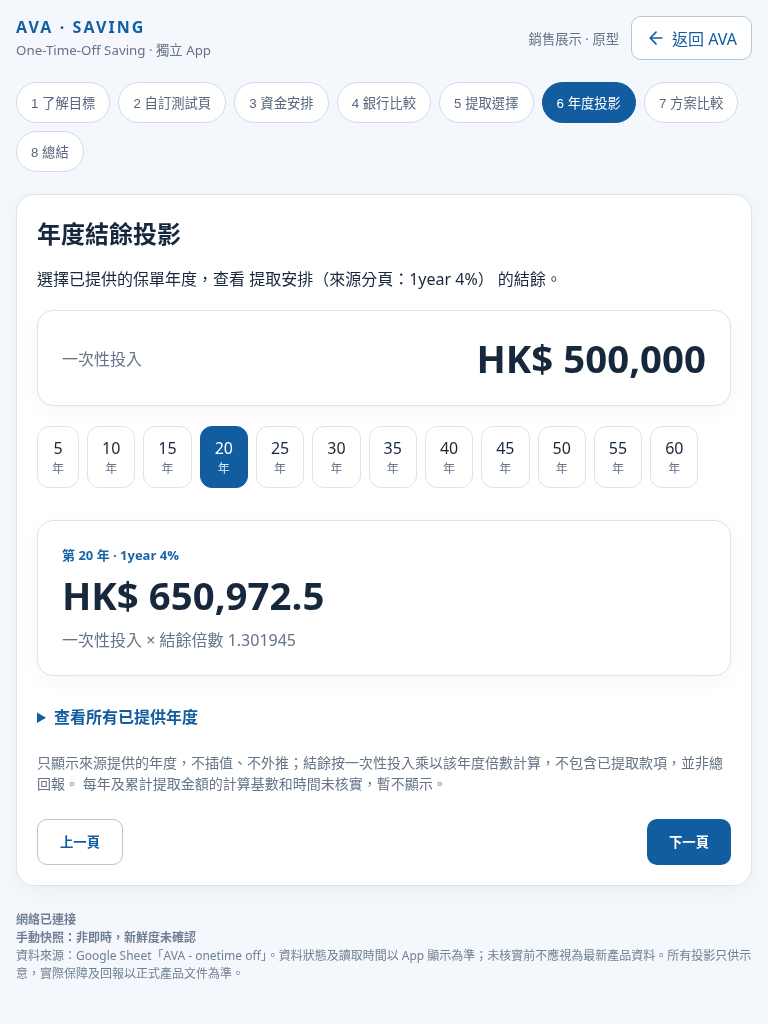 AVA · SAVING
One-Time-Off Saving · 獨立 App
銷售展示 · 原型
← 返回 AVA
1 了解目標
2 自訂測試頁
3 資金安排
4 銀行比較
5 提取選擇
6 年度投影
7 方案比較
8 總結
年度結餘投影
選擇已提供的保單年度，查看 提取安排（來源分頁：1year 4%） 的結餘。
一次性投入
HK$ 500,000
5 年
10 年
15 年
20 年
25 年
30 年
35 年
40 年
45 年
50 年
55 年
60 年
第 20 年 · 1year 4%
HK$ 650,972.5
一次性投入 × 結餘倍數 1.301945
▶ 查看所有已提供年度
只顯示來源提供的年度，不插值、不外推；結餘按一次性投入乘以該年度倍數計算，不包含已提取款項，並非總
回報。 每年及累計提取金額的計算基數和時間未核實，暫不顯示。
上一頁
下一頁
網絡已連接
手動快照：非即時，新鮮度未確認
資料來源：Google Sheet「AVA - onetime off」。資料狀態及讀取時間以 App 顯示為準；未核實前不應視為最新產品資料。所有投影只供示
意，實際保障及回報以正式產品文件為準。